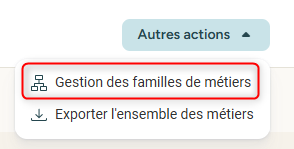 Autres actions
Gestion des familles de métiers
Exporter l'ensemble des métiers